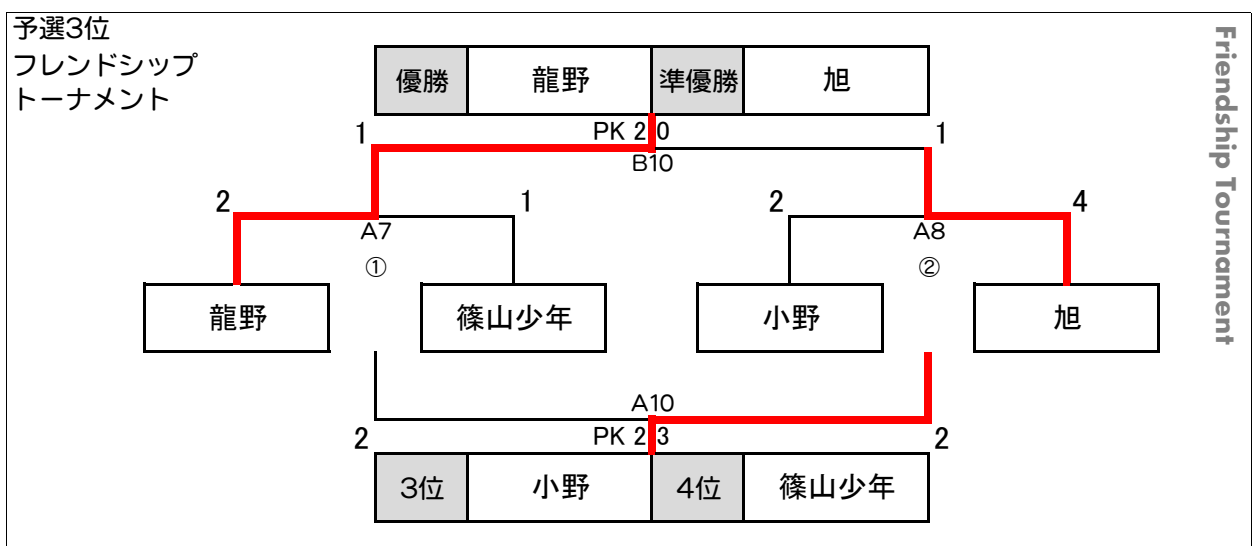 予選3位
フレンドシップ
トーナメント
優勝 龍野 準優勝 旭
1 PK 2 0 1
B10
2 1 2 4
A7 A8
① ②
龍野 篠山少年 小野 旭
A10
2 PK 2 3 2
3位 小野 4位 篠山少年
Friendship Tournament